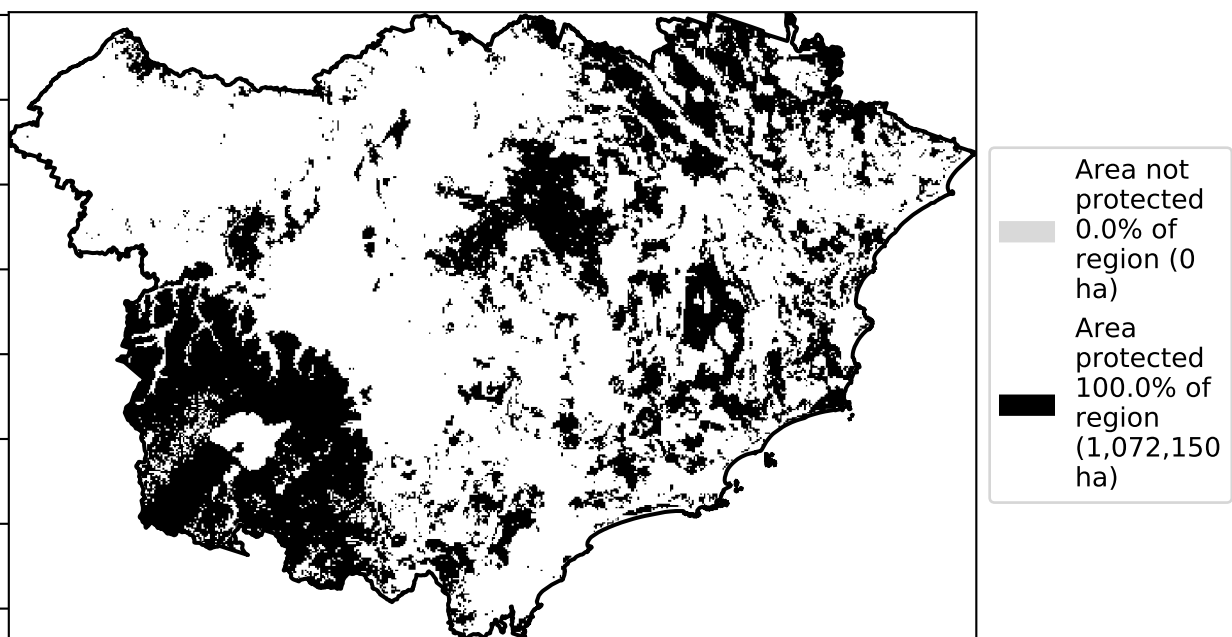 Area not
protected
0.0% of
region (0
ha)
Area
protected
100.0% of
region
(1,072,150
ha)